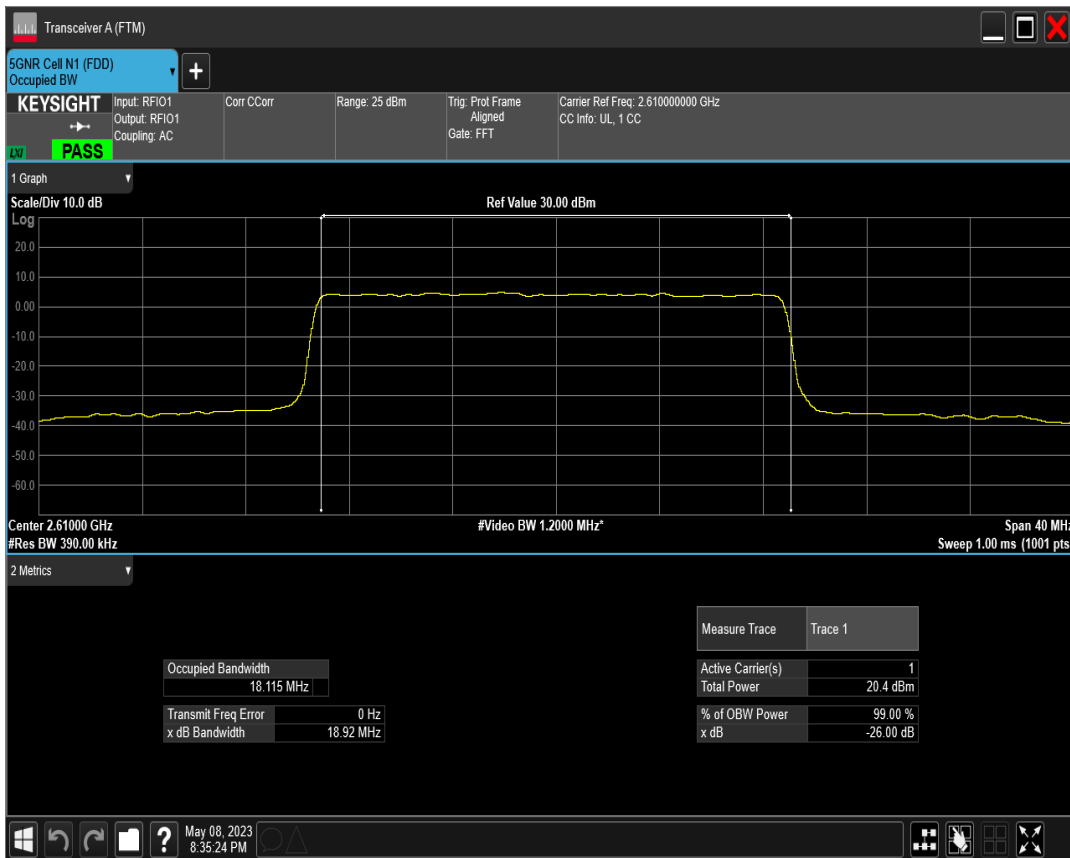 Transceiver A (FTM)
5GNR Cell N1 (FDD)
Occupied BW
+
KEYSIGHT
LXI
PASS
Input: RFIO1
Output: RFIO1
Coupling: AC
Corr CCorr
Range: 25 dBm
Trig: Prot Frame
Aligned
Gate: FFT
Carrier Ref Freq: 2.610000000 GHz
CC Info: UL, 1 CC
1 Graph
Scale/Div 10.0 dB
Ref Value 30.00 dBm
Log
20.0
10.0
0.00
-10.0
-20.0
-30.0
-40.0
-50.0
-60.0
Center 2.61000 GHz
#Video BW 1.2000 MHz*
Span 40 MHz
#Res BW 390.00 kHz
Sweep 1.00 ms (1001 pts
2 Metrics
Measure Trace Trace 1
Occupied Bandwidth
18.115 MHz
Active Carrier(s) 1
Total Power 20.4 dBm
Transmit Freq Error 0 Hz
x dB Bandwidth 18.92 MHz
% of OBW Power 99.00 %
x dB -26.00 dB
?
May 08, 2023
8:35:24 PM